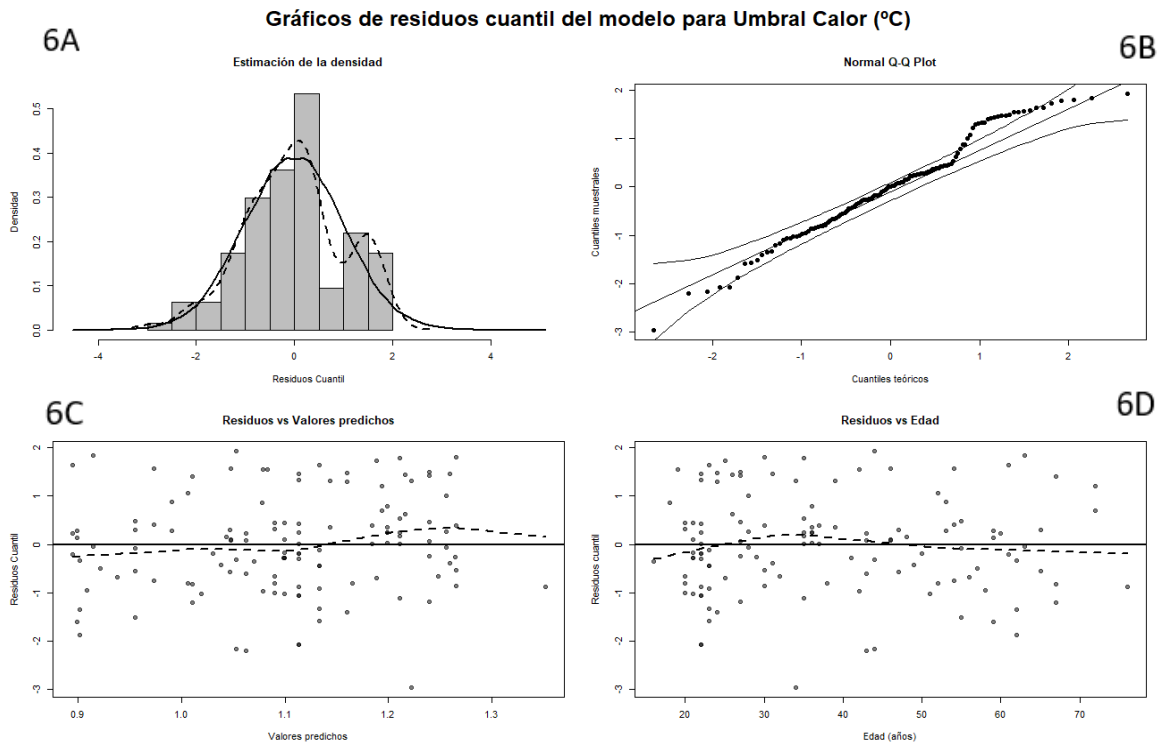 Gráficos de residuos cuantil del modelo para Umbral Calor (ºC)
6A
Estimación de la densidad
Densidad
0.0 0.1 0.2 0.3 0.4 0.5
-4 -2 0 2 4
Residuos Cuantil
6B
Normal Q-Q Plot
Cuantiles muestrales
-3 -2 -1 0 1 2
-2 -1 0 1 2
Cuantiles teóricos
6C
Residuos vs Valores predichos
Residuos Cuantil
-3 -2 -1 0 1 2
0.9 1.0 1.1 1.2 1.3
Valores predichos
6D
Residuos vs Edad
Residuos cuantil
-3 -2 -1 0 1 2
20 30 40 50 60 70
Edad (años)